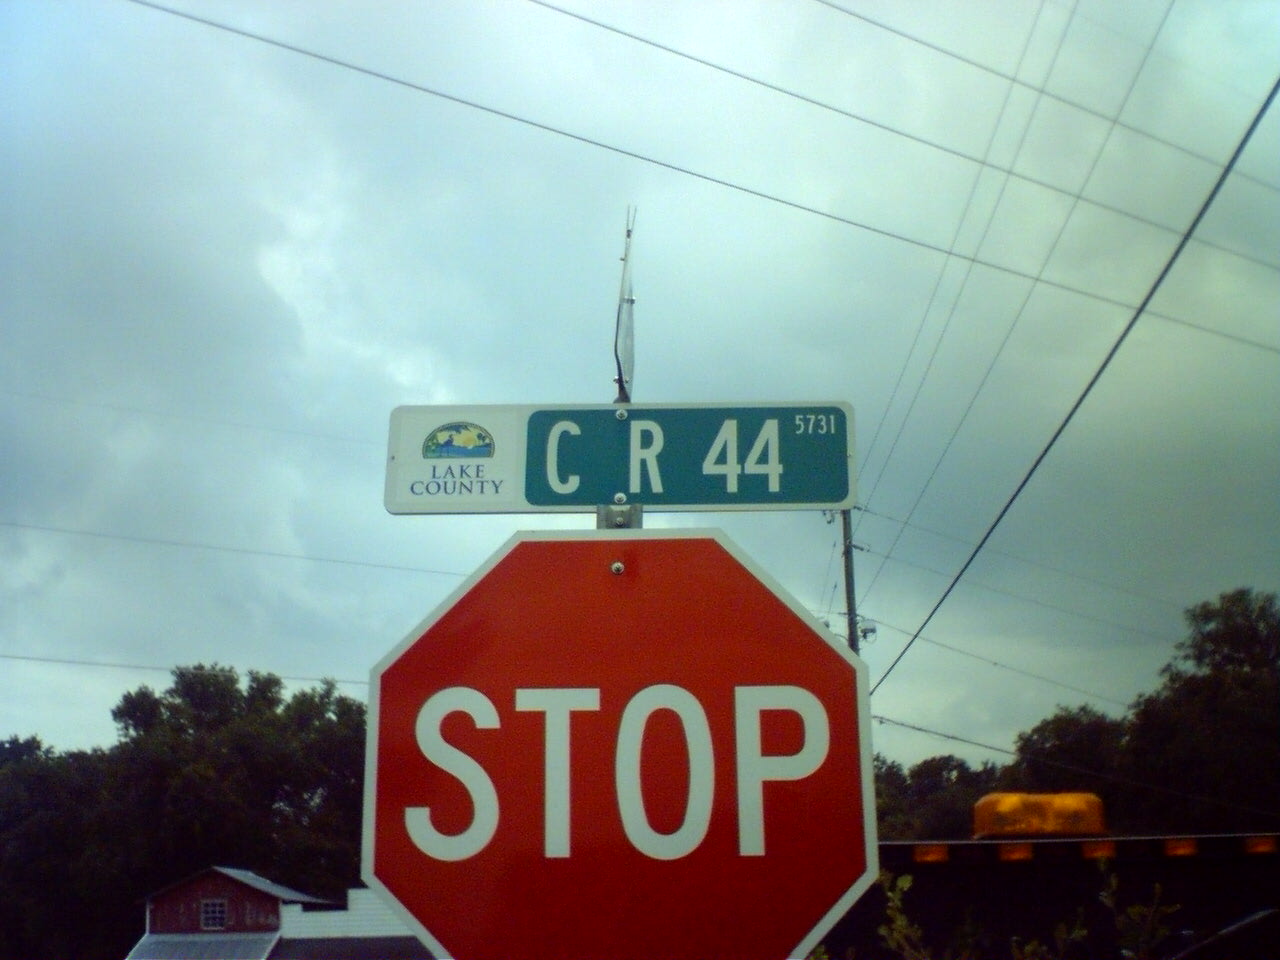 LAKE
COUNTY
C R 44 5731
STOP